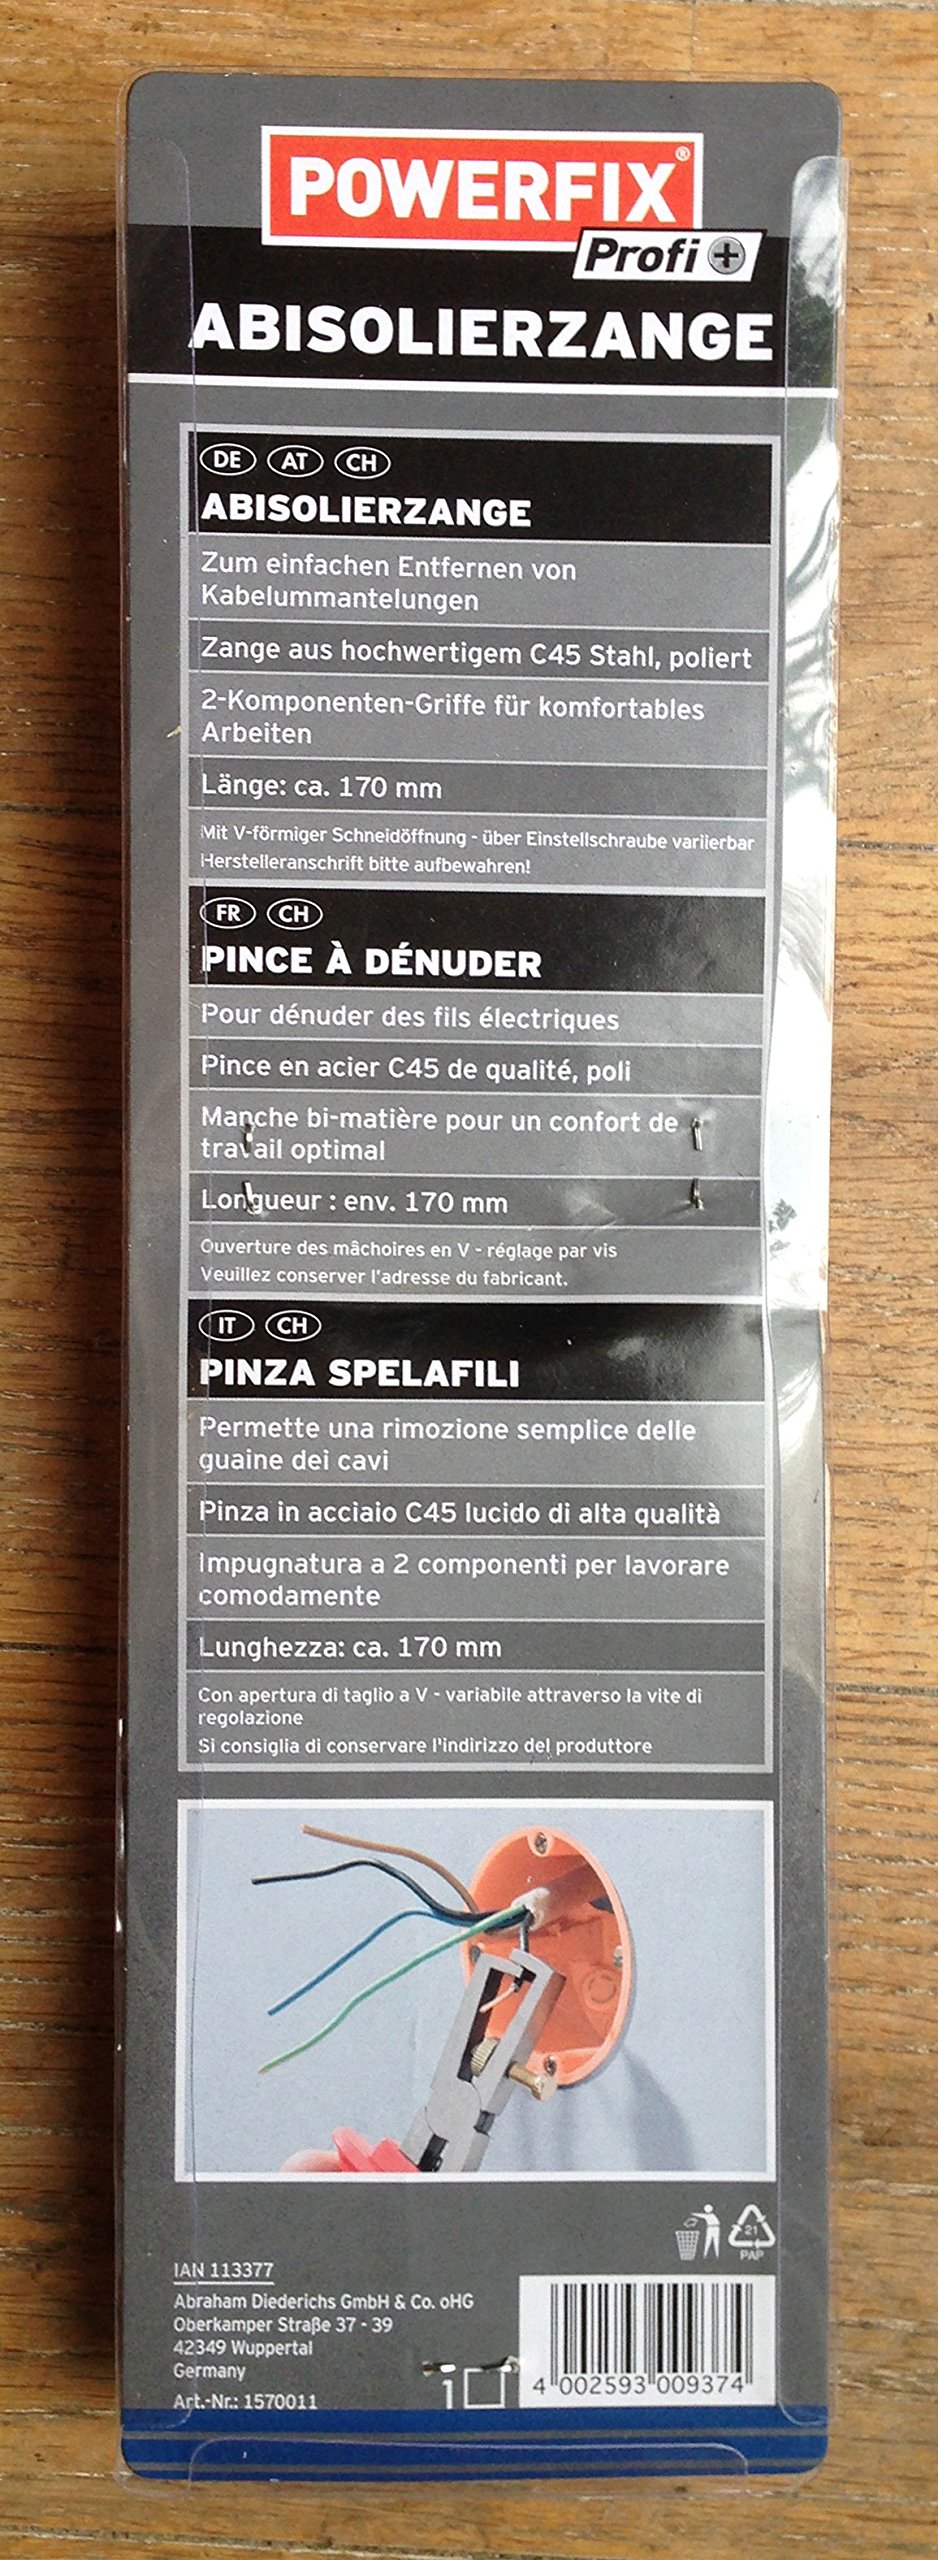 POWERFIX®
Profi
ABISOLIERZANGE
DE AT CH
ABISOLIERZANGE
Zum einfachen Entfernen von
Kabelummantelungen
Zange aus hochwertigem C45 Stahl, poliert
2-Komponenten-Griffe für komfortables
Arbeiten
Länge: ca. 170 mm
Mit V-förmiger Schneidöffnung - über Einstellschraube variierbar
Herstelleranschrift bitte aufbewahren!
FR CH
PINCE À DÉNUDER
Pour dénuder des fils électriques
Pince en acier C45 de qualité, poli
Manche bi-matière pour un confort de
travail optimal
Longueur : env. 170 mm
Ouverture des mâchoires en V - réglage par vis
Veuillez conserver l'adresse du fabricant.
IT CH
PINZA SPELAFILI
Permette una rimozione semplice delle
guaine dei cavi
Pinza in acciaio C45 lucido di alta qualità
Impugnatura a 2 componenti per lavorare
comodamente
Lunghezza: ca. 170 mm
Con apertura di taglio a V - variabile attraverso la vite di
regolazione
Si consiglia di conservare l'indirizzo del produttore
21
PAP
IAN 113377
Abraham Diederichs GmbH & Co. oHG
Oberkamper Straße 37 - 39
42349 Wuppertal
Germany
Art.-Nr.: 1570011
1
4 002593 009374